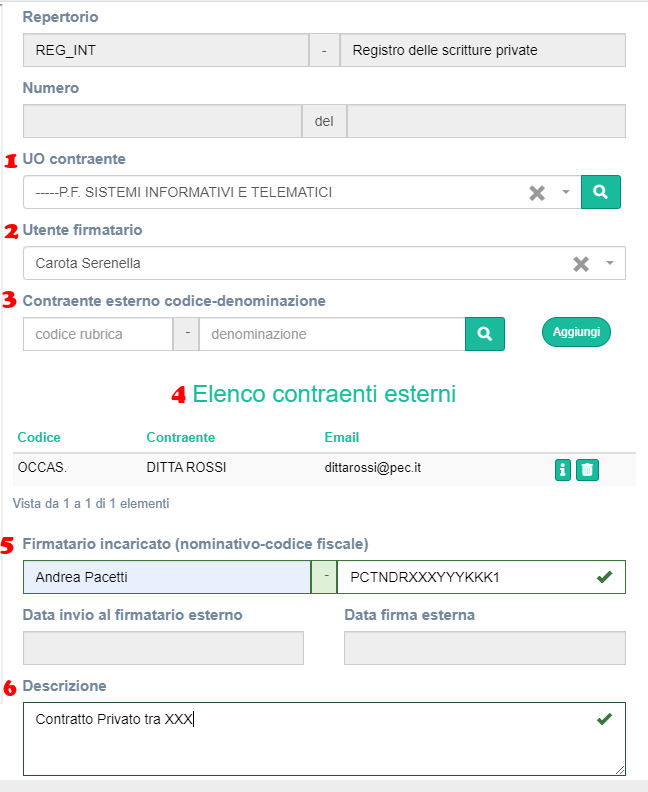 Repertorio
REG_INT - Registro delle scritture private
Numero
del
1 UO contraente
-----P.F. SISTEMI INFORMATIVI E TELEMATICI
2 Utente firmatario
Carota Serenella
3 Contraente esterno codice-denominazione
codice rubrica - denominazione Aggiungi
4 Elenco contraenti esterni
Codice Contraente Email
OCCAS. DITTA ROSSI dittarossi@pec.it
Vista da 1 a 1 di 1 elementi
5 Firmatario incaricato (nominativo-codice fiscale)
Andrea Pacetti - PCTNDRXXXYYYKKK1
Data invio al firmatario esterno Data firma esterna
6 Descrizione
Contratto Privato tra XXX